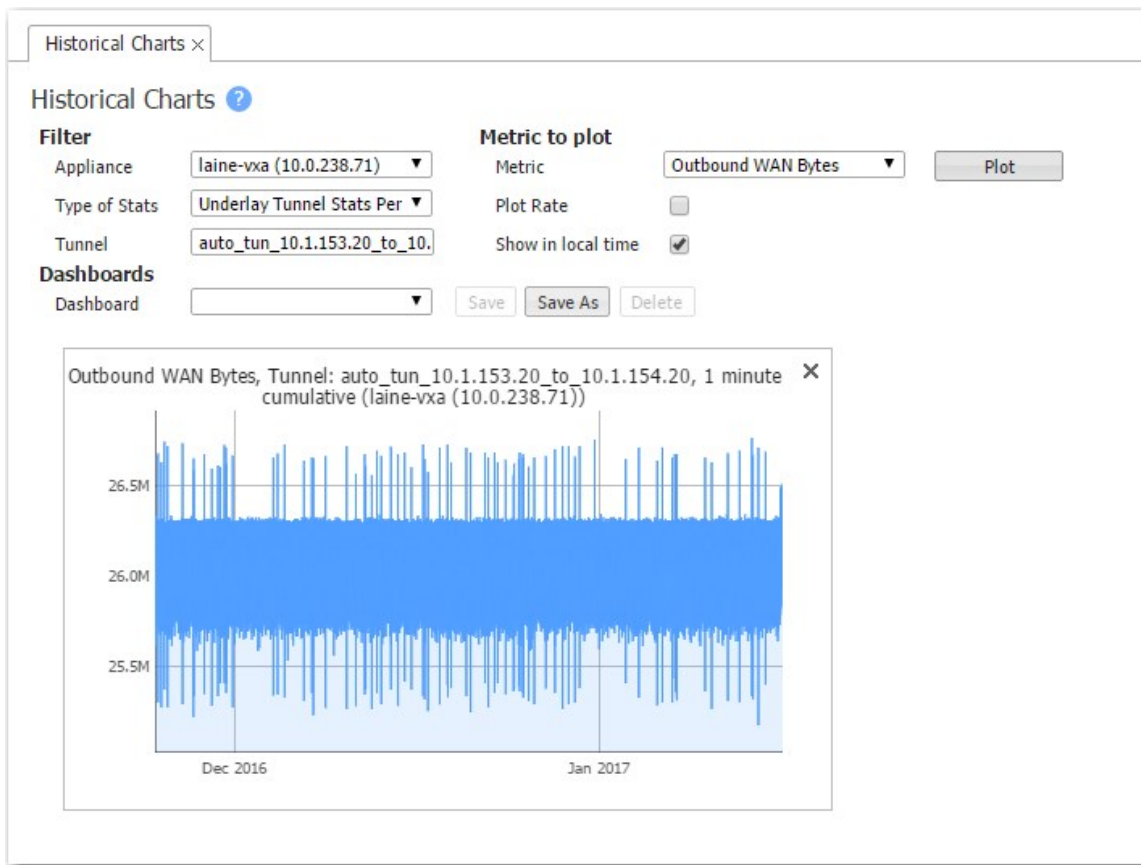 Historical Charts ×
Historical Charts ?
Filter
Metric to plot
Appliance laine-vxa (10.0.238.71)
Metric Outbound WAN Bytes Plot
Type of Stats Underlay Tunnel Stats Per
Plot Rate
Tunnel auto_tun_10.1.153.20_to_10.
Show in local time
Dashboards
Dashboard Save Save As Delete
Outbound WAN Bytes, Tunnel: auto_tun_10.1.153.20_to_10.1.154.20, 1 minute
cumulative (laine-vxa (10.0.238.71))
26.5M
26.0M
25.5M
Dec 2016 Jan 2017